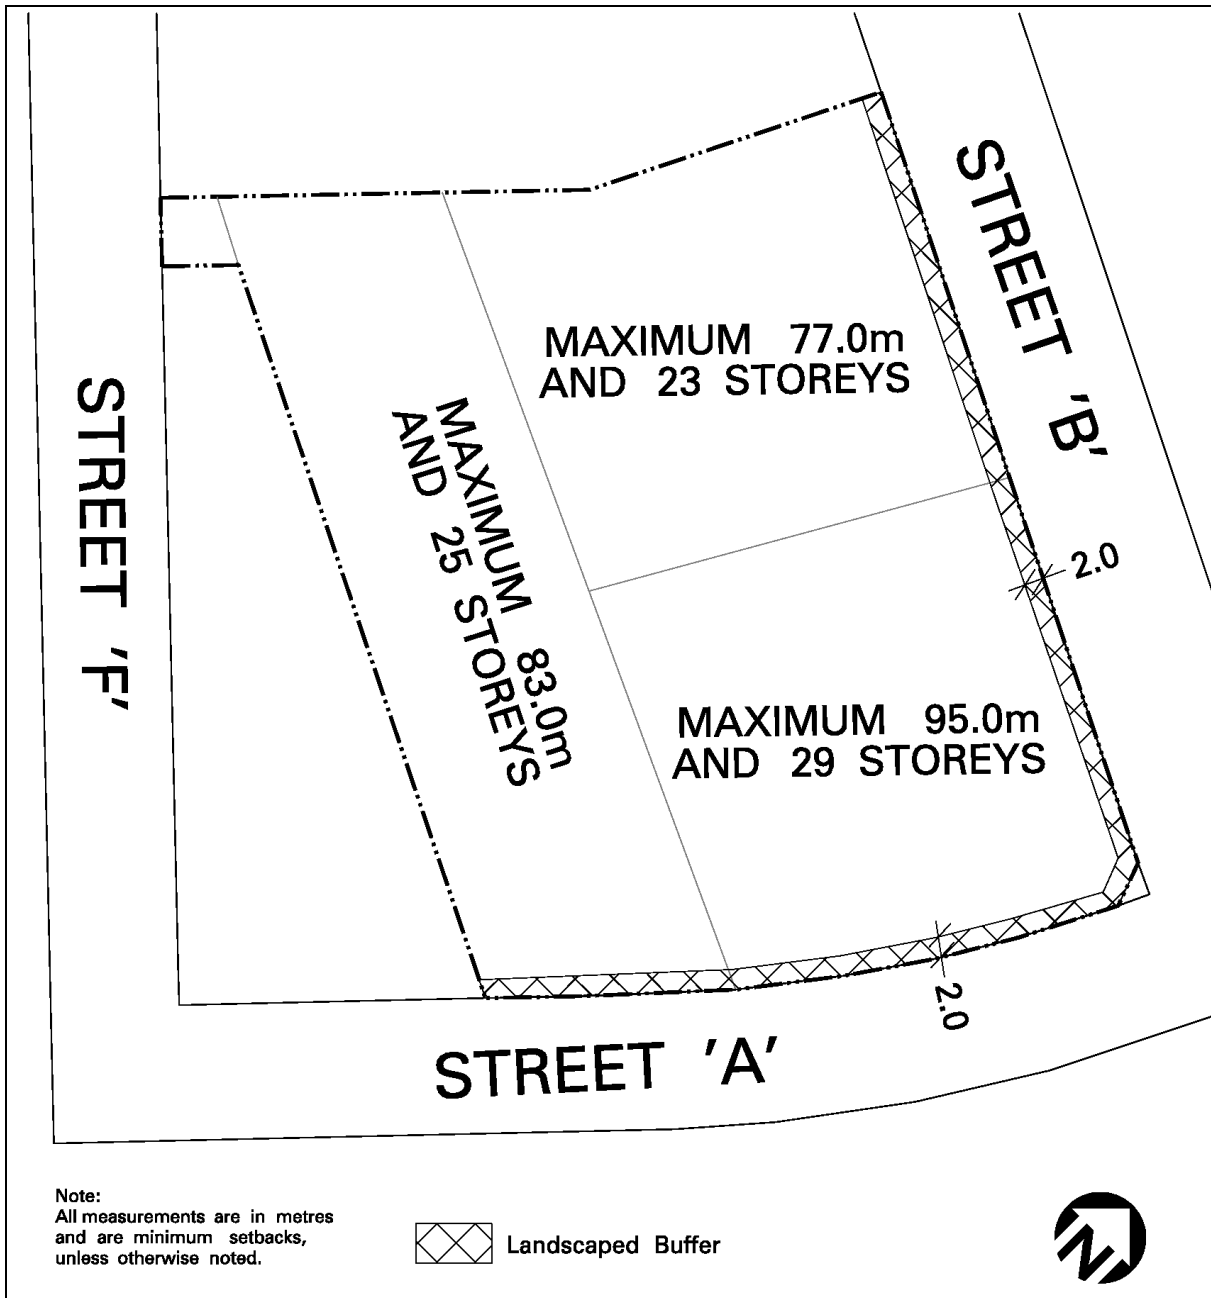 STREET 'B'
MAXIMUM 77.0m
AND 23 STOREYS
STREET 'F'
MAXIMUM 83.0m
AND 25 STOREYS
2.0
MAXIMUM 95.0m
AND 29 STOREYS
2.0
STREET 'A'
Note:
All measurements are in metres
and are minimum setbacks,
unless otherwise noted.
Landscaped Buffer
N